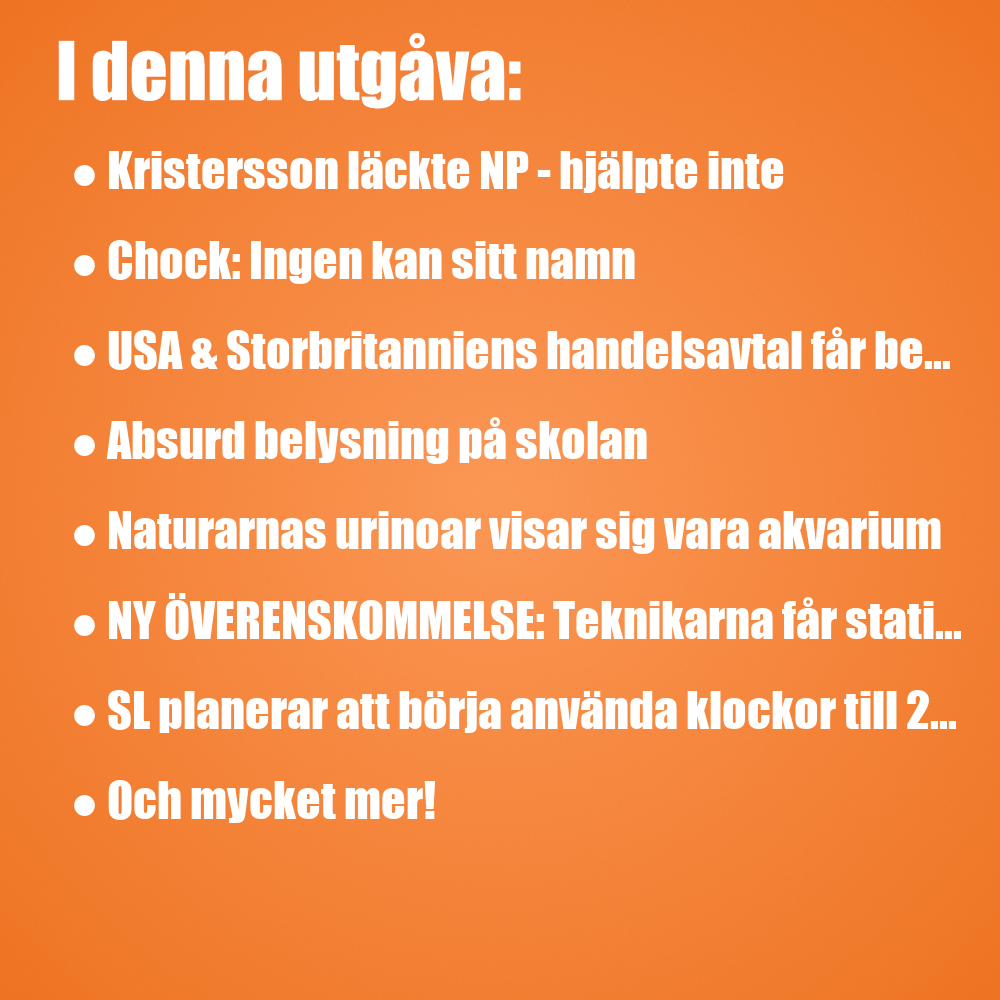 I denna utgåva:
• Kristersson läckte NP - hjälpte inte
• Chock: Ingen kan sitt namn
• USA & Storbritanniens handelsavtal får be...
• Absurd belysning på skolan
• Naturarnas urinoar visar sig vara akvarium
• NY ÖVERENSKOMMELSE: Teknikarna får stati...
• SL planerar att börja använda klockor till 2...
• Och mycket mer!